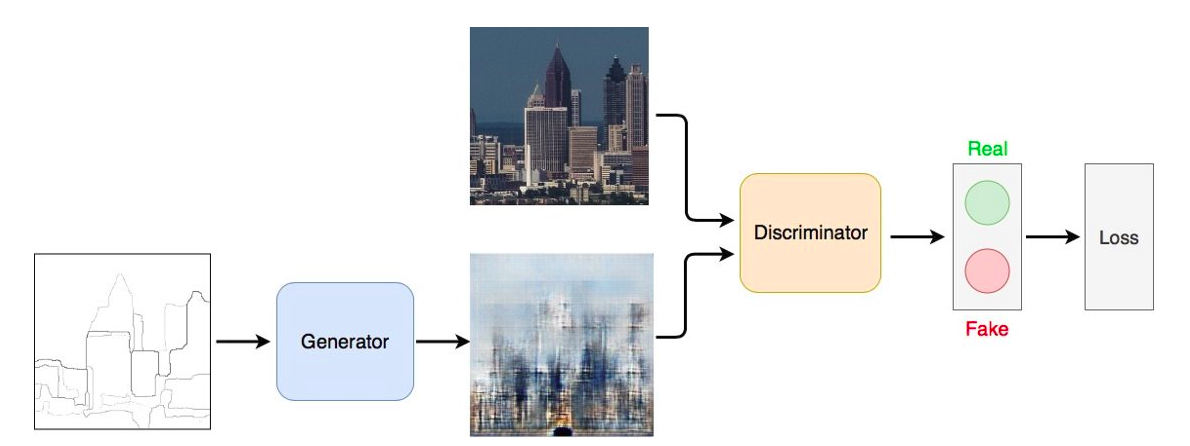 Generator
Discriminator
Real
Fake
Loss